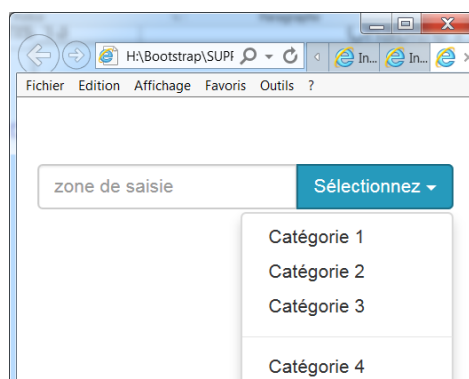 H:\Bootstrap\SUPF
In...
In...
Fichier Edition Affichage Favoris Outils ?
zone de saisie
Sélectionnez
Catégorie 1
Catégorie 2
Catégorie 3
Catégorie 4